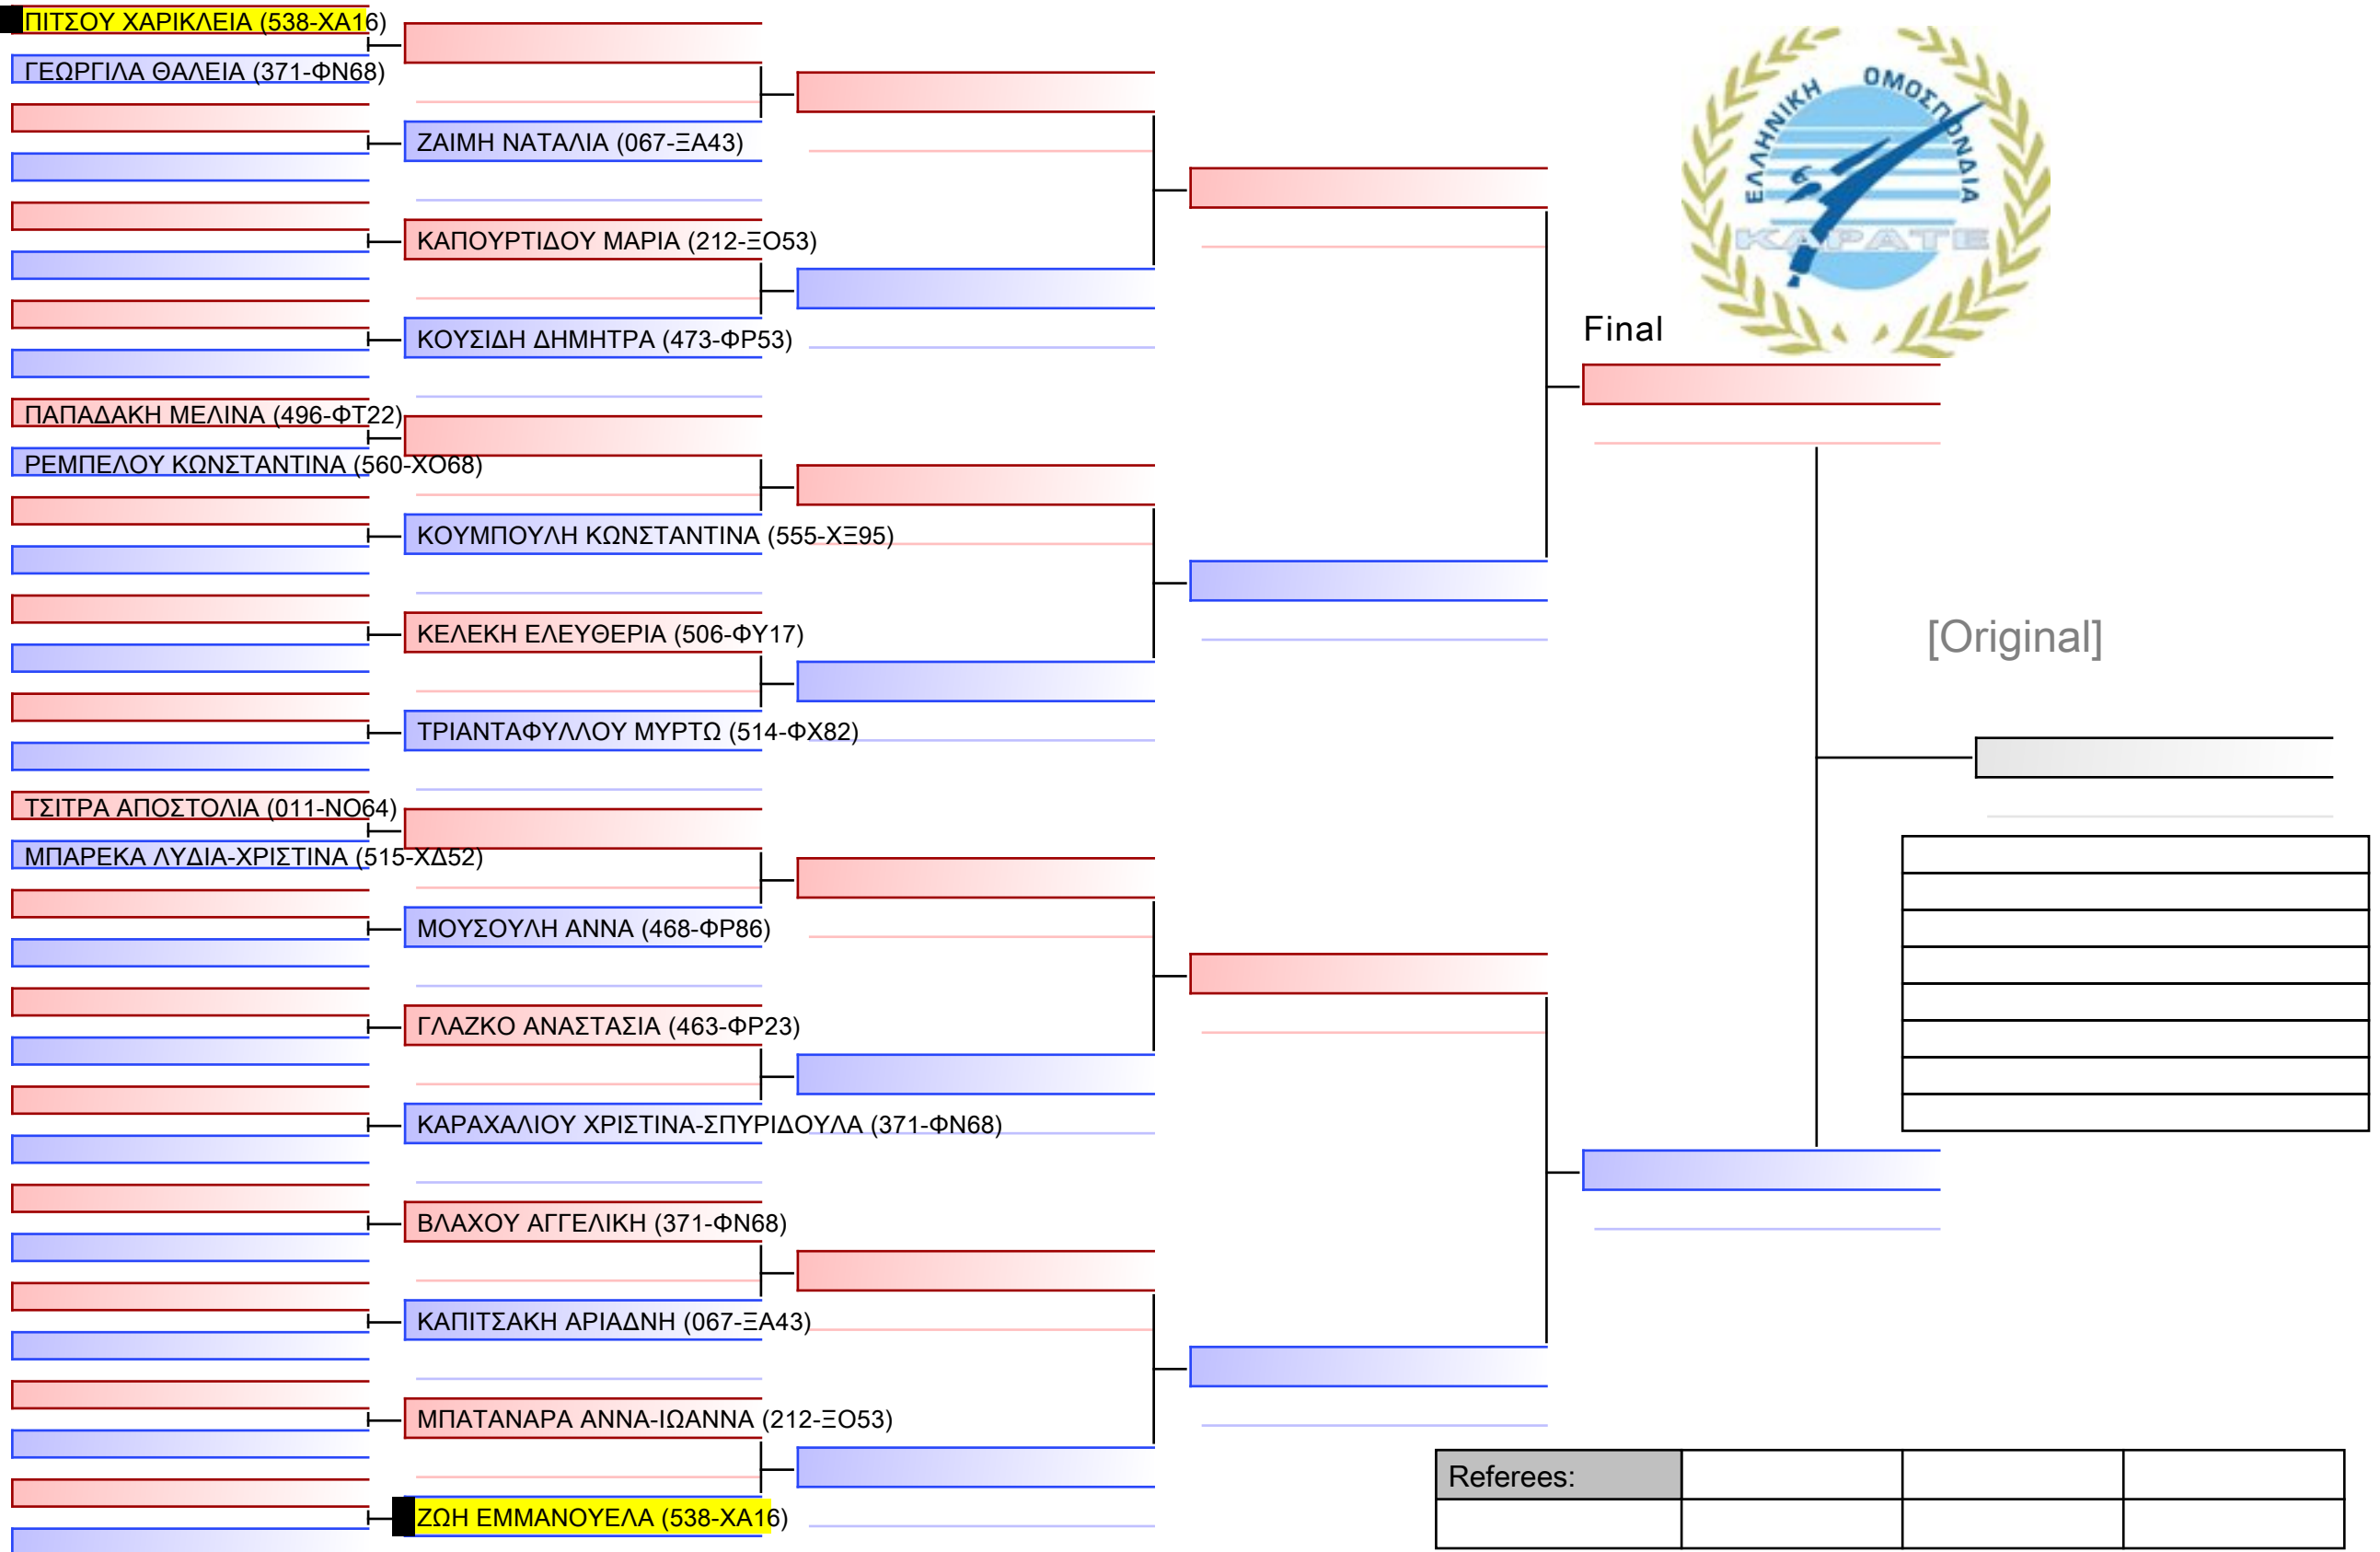 ΠΙΤΣΟΥ ΧΑΡΙΚΛΕΙΑ (538-ΧΑ16)
ΓΕΩΡΓΙΛΑ ΘΑΛΕΙΑ (371-ΦΝ68)
ΖΑΙΜΗ ΝΑΤΑΛΙΑ (067-ΞΑ43)
ΚΑΠΟΥΡΤΙΔΟΥ ΜΑΡΙΑ (212-ΞΟ53)
ΚΟΥΣΙΔΗ ΔΗΜΗΤΡΑ (473-ΦΡ53)
ΠΑΠΑΔΑΚΗ ΜΕΛΙΝΑ (496-ΦΤ22)
ΡΕΜΠΕΛΟΥ ΚΩΝΣΤΑΝΤΙΝΑ (560-ΧΟ68)
ΚΟΥΜΠΟΥΛΗ ΚΩΝΣΤΑΝΤΙΝΑ (555-ΧΞ95)
ΚΕΛΕΚΗ ΕΛΕΥΘΕΡΙΑ (506-ΦΥ17)
ΤΡΙΑΝΤΑΦΥΛΛΟΥ ΜΥΡΤΩ (514-ΦΧ82)
ΤΣΙΤΡΑ ΑΠΟΣΤΟΛΙΑ (011-ΝΟ64)
ΜΠΑΡΕΚΑ ΛΥΔΙΑ-ΧΡΙΣΤΙΝΑ (515-ΧΔ52)
ΜΟΥΣΟΥΛΗ ΑΝΝΑ (468-ΦΡ86)
ΓΛΑΖΚΟ ΑΝΑΣΤΑΣΙΑ (463-ΦΡ23)
ΚΑΡΑΧΑΛΙΟΥ ΧΡΙΣΤΙΝΑ-ΣΠΥΡΙΔΟΥΛΑ (371-ΦΝ68)
ΒΛΑΧΟΥ ΑΓΓΕΛΙΚΗ (371-ΦΝ68)
ΚΑΠΙΤΣΑΚΗ ΑΡΙΑΔΝΗ (067-ΞΑ43)
ΜΠΑΤΑΝΑΡΑ ΑΝΝΑ-ΙΩΑΝΝΑ (212-ΞΟ53)
ΖΩΗ ΕΜΜΑΝΟΥΕΛΑ (538-ΧΑ16)
ΕΛΛΗΝΙΚΗ ΟΜΟΣΠΟΝΔΙΑ
ΚΑΡΑΤΕ
Final
[Original]
Referees: